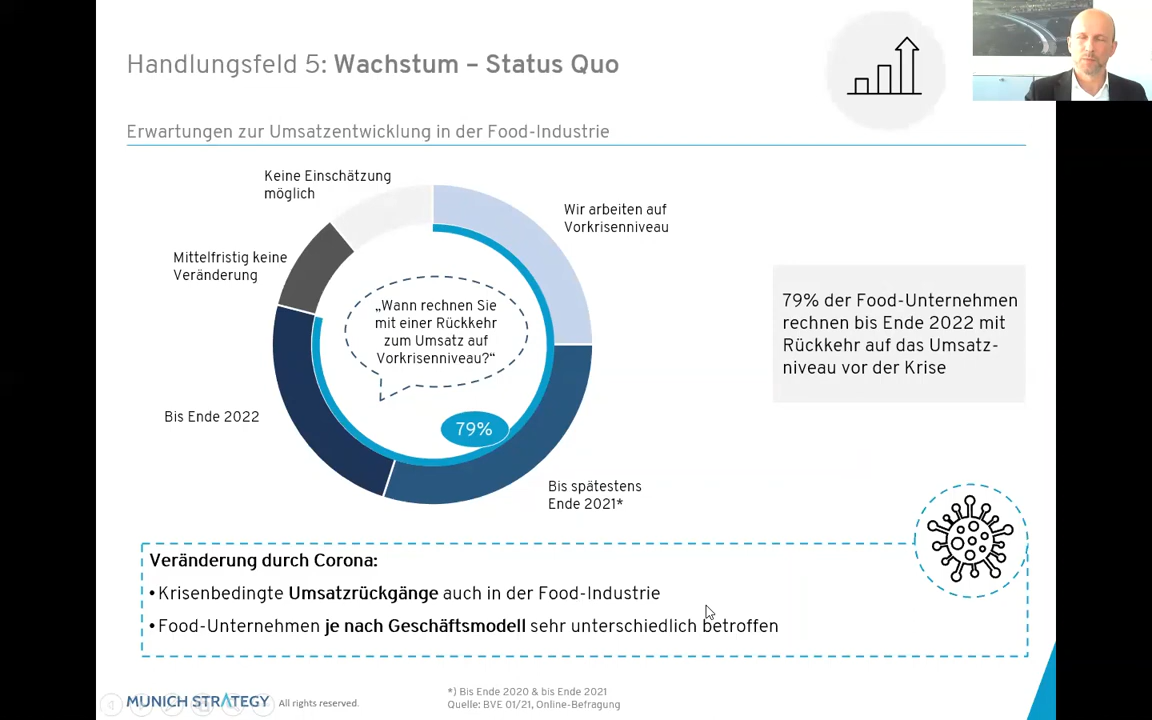 Handlungsfeld 5: Wachstum – Status Quo
Erwartungen zur Umsatzentwicklung in der Food-Industrie
Keine Einschätzung
möglich
Wir arbeiten auf
Vorkrisenniveau
Mittelfristig keine
Veränderung
„Wann rechnen Sie
mit einer Rückkehr
zum Umsatz auf
Vorkrisenniveau?“
79% der Food-Unternehmen
rechnen bis Ende 2022 mit
Rückkehr auf das Umsatz-
niveau vor der Krise
Bis Ende 2022
79%
Bis spätestens
Ende 2021*
Veränderung durch Corona:
•Krisenbedingte Umsatzrückgänge auch in der Food-Industrie
•Food-Unternehmen je nach Geschäftsmodell sehr unterschiedlich betroffen
MUNICH STRATEGY All rights reserved.
*) Bis Ende 2020 & bis Ende 2021
Quelle: BVE 01/21, Online-Befragung